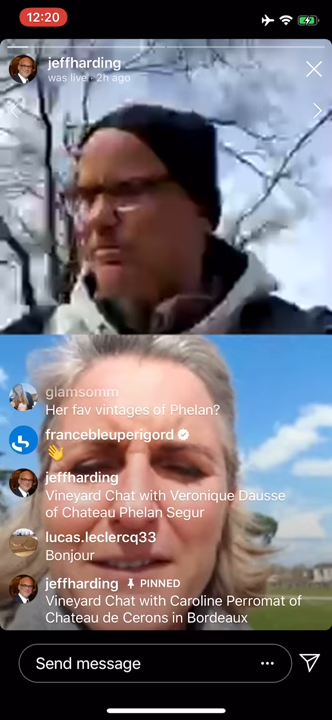 12:20
jeffharding
was live · 2h ago
glamsomm
Her fav vintages of Phelan?
francebleuperigord
👋
jeffharding
Vineyard Chat with Veronique Dausse
of Chateau Phelan Segur
lucas.leclercq33
Bonjour
jeffharding PINNED
Vineyard Chat with Caroline Perromat of
Chateau de Cerons in Bordeaux
Send message